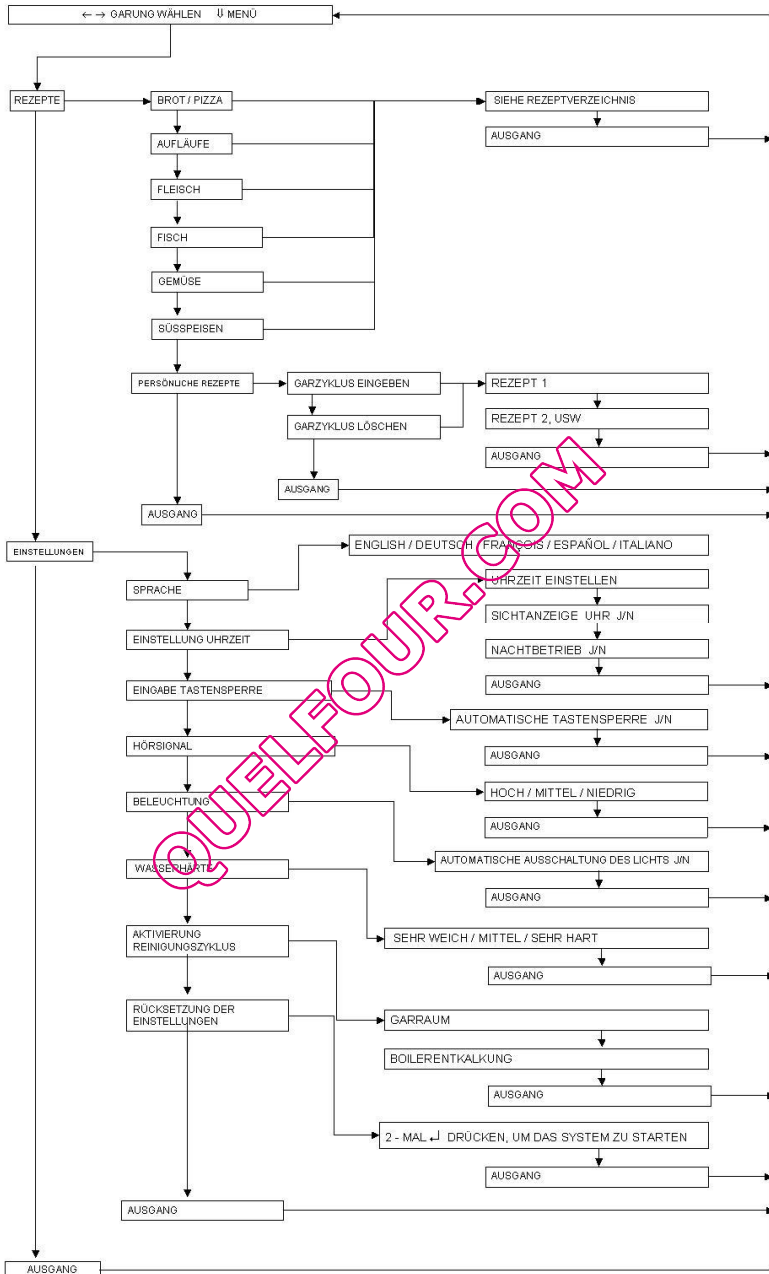 ← → GARUNG WÄHLEN ⇓ MENÜ
REZEPTE
BROT / PIZZA
SIEHE REZEPTVERZEICHNIS
AUSGANG
AUFLÄUFE
FLEISCH
FISCH
GEMÜSE
SÜSSPEISEN
PERSÖNLICHE REZEPTE
GARZYKLUS EINGEBEN
REZEPT 1
GARZYKLUS LÖSCHEN
REZEPT 2, USW
AUSGANG
AUSGANG
AUSGANG
EINSTELLUNGEN
ENGLISH / DEUTSCH / FRANÇOIS / ESPAÑOL / ITALIANO
SPRACHE
UHRZEIT EINSTELLEN
SICHTANZEIGE UHR J/N
EINSTELLUNG UHRZEIT
NACHTBETRIEB J/N
AUSGANG
EINGABE TASTENSPERRE
AUTOMATISCHE TASTENSPERRE J/N
AUSGANG
HÖRSIGNAL
HOCH / MITTEL / NIEDRIG
AUSGANG
BELEUCHTUNG
AUTOMATISCHE AUSSCHALTUNG DES LICHTS J/N
AUSGANG
WASSERHÄRTE
SEHR WEICH / MITTEL / SEHR HART
AUSGANG
AKTIVIERUNG
REINIGUNGSZYKLUS
GARRAUM
BOILERENTKALKUNG
AUSGANG
RÜCKSETZUNG DER
EINSTELLUNGEN
2 - MAL ↵ DRÜCKEN, UM DAS SYSTEM ZU STARTEN
AUSGANG
AUSGANG
AUSGANG
QUELFOUR.COM